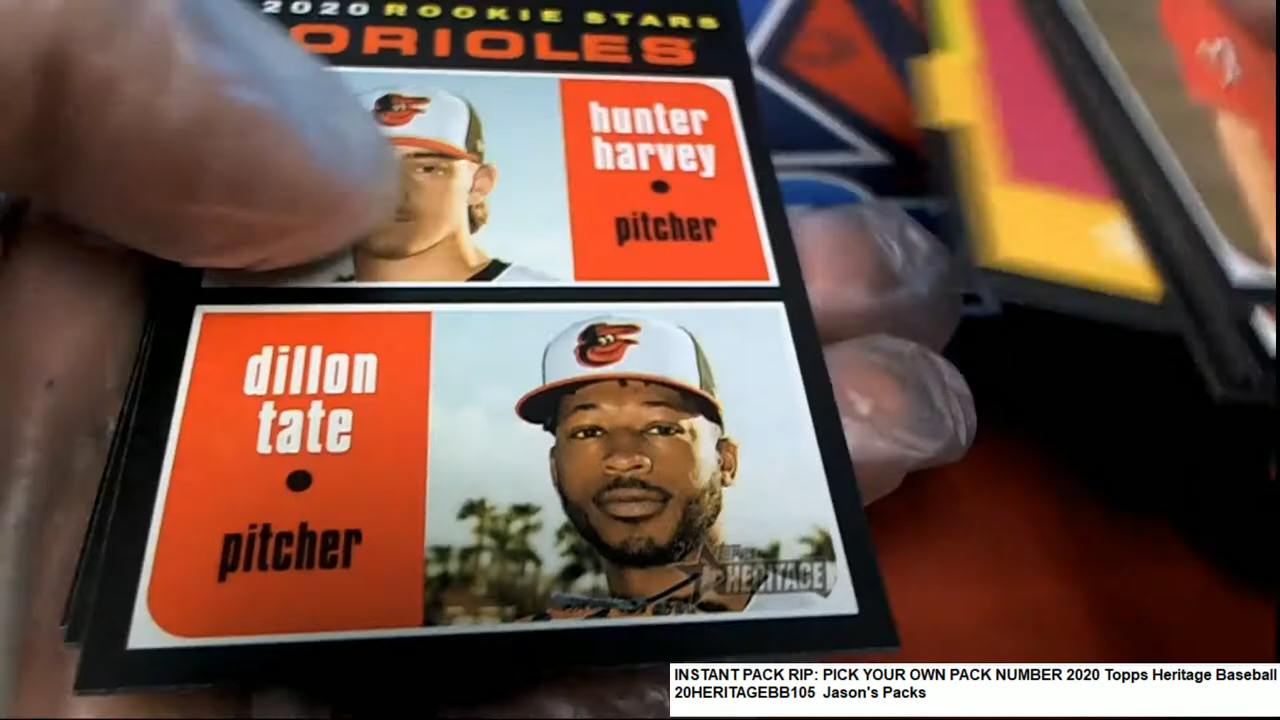 2020 ROOKIE STARS
ORIOLES
hunter
harvey
pitcher
dillon
tate
pitcher
Topps
HERITAGE
INSTANT PACK RIP: PICK YOUR OWN PACK NUMBER 2020 Topps Heritage Baseball
20HERITAGEBB105 Jason's Packs